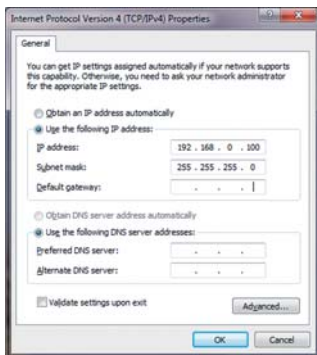 Internet Protocol Version 4 (TCP/IPv4) Properties
General
You can get IP settings assigned automatically if your network supports
this capability. Otherwise, you need to ask your network administrator
for the appropriate IP settings.
Obtain an IP address automatically
Use the following IP address:
IP address: 192 . 168 . 0 . 100
Subnet mask: 255 . 255 . 255 . 0
Default gateway: . . .
Obtain DNS server address automatically
Use the following DNS server addresses:
Preferred DNS server: . . .
Alternate DNS server: . . .
Validate settings upon exit Advanced...
OK Cancel